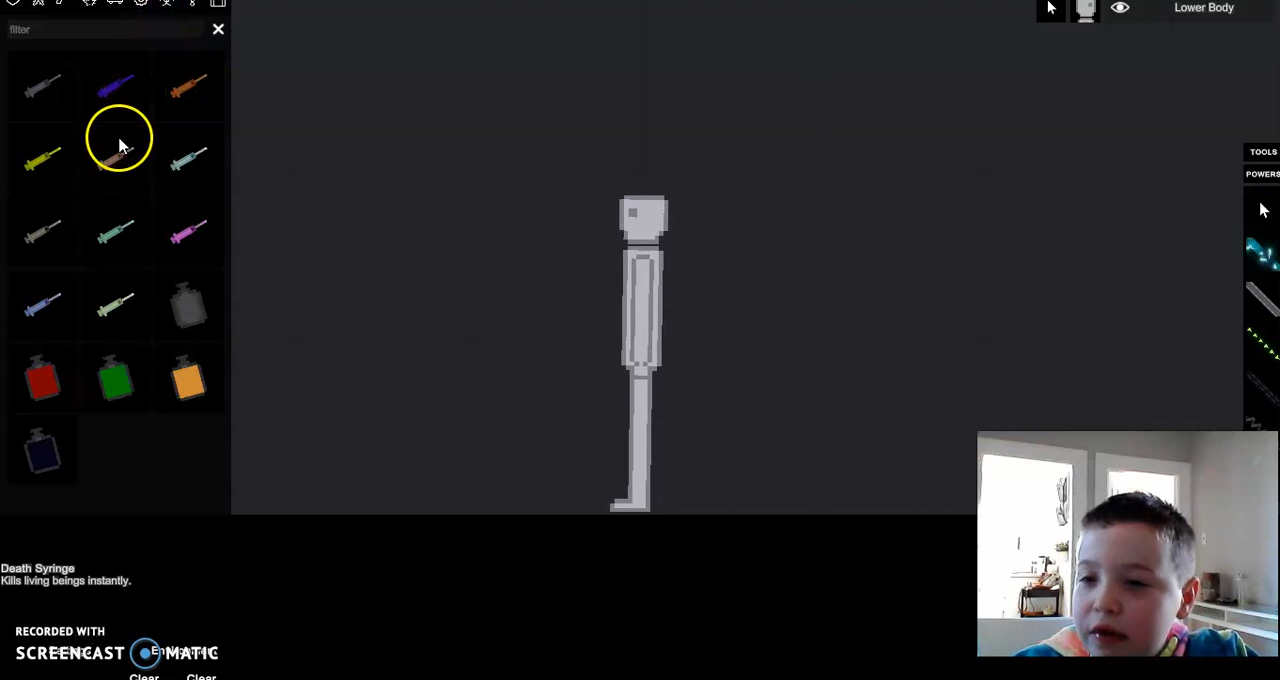 filter
Lower Body
TOOLS
POWERS
Death Syringe
Kills living beings instantly.
RECORDED WITH
SCREENCAST MATIC
Clear Clear